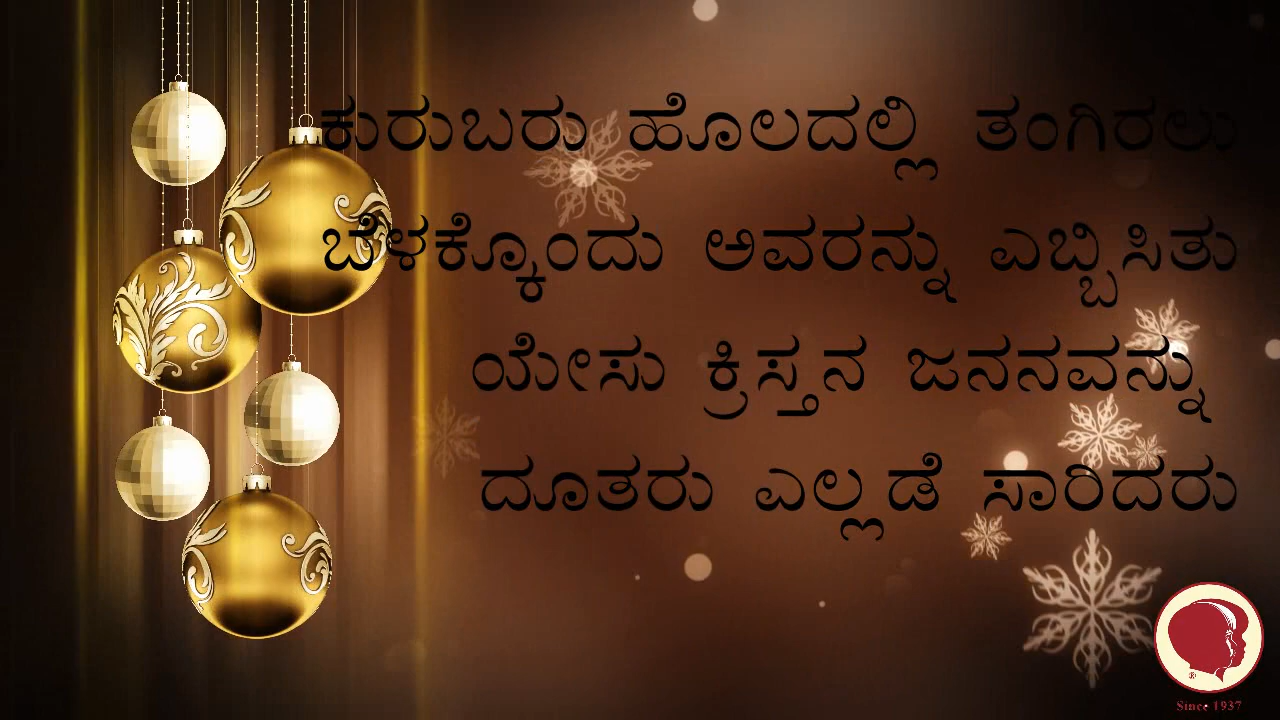 ಕುರುಬರು ಹೊಲದಲ್ಲಿ ತಂಗಿರಲು
ಬೆಳಕ್ಕೊಂದು ಅವರನ್ನು ಎಬ್ಬಿಸಿತು
ಯೇಸು ಕ್ರಿಸ್ತನ ಜನನವನ್ನು
ದೂತರು ಎಲ್ಲಡೆ ಸಾರಿದರು
®
Since 1937